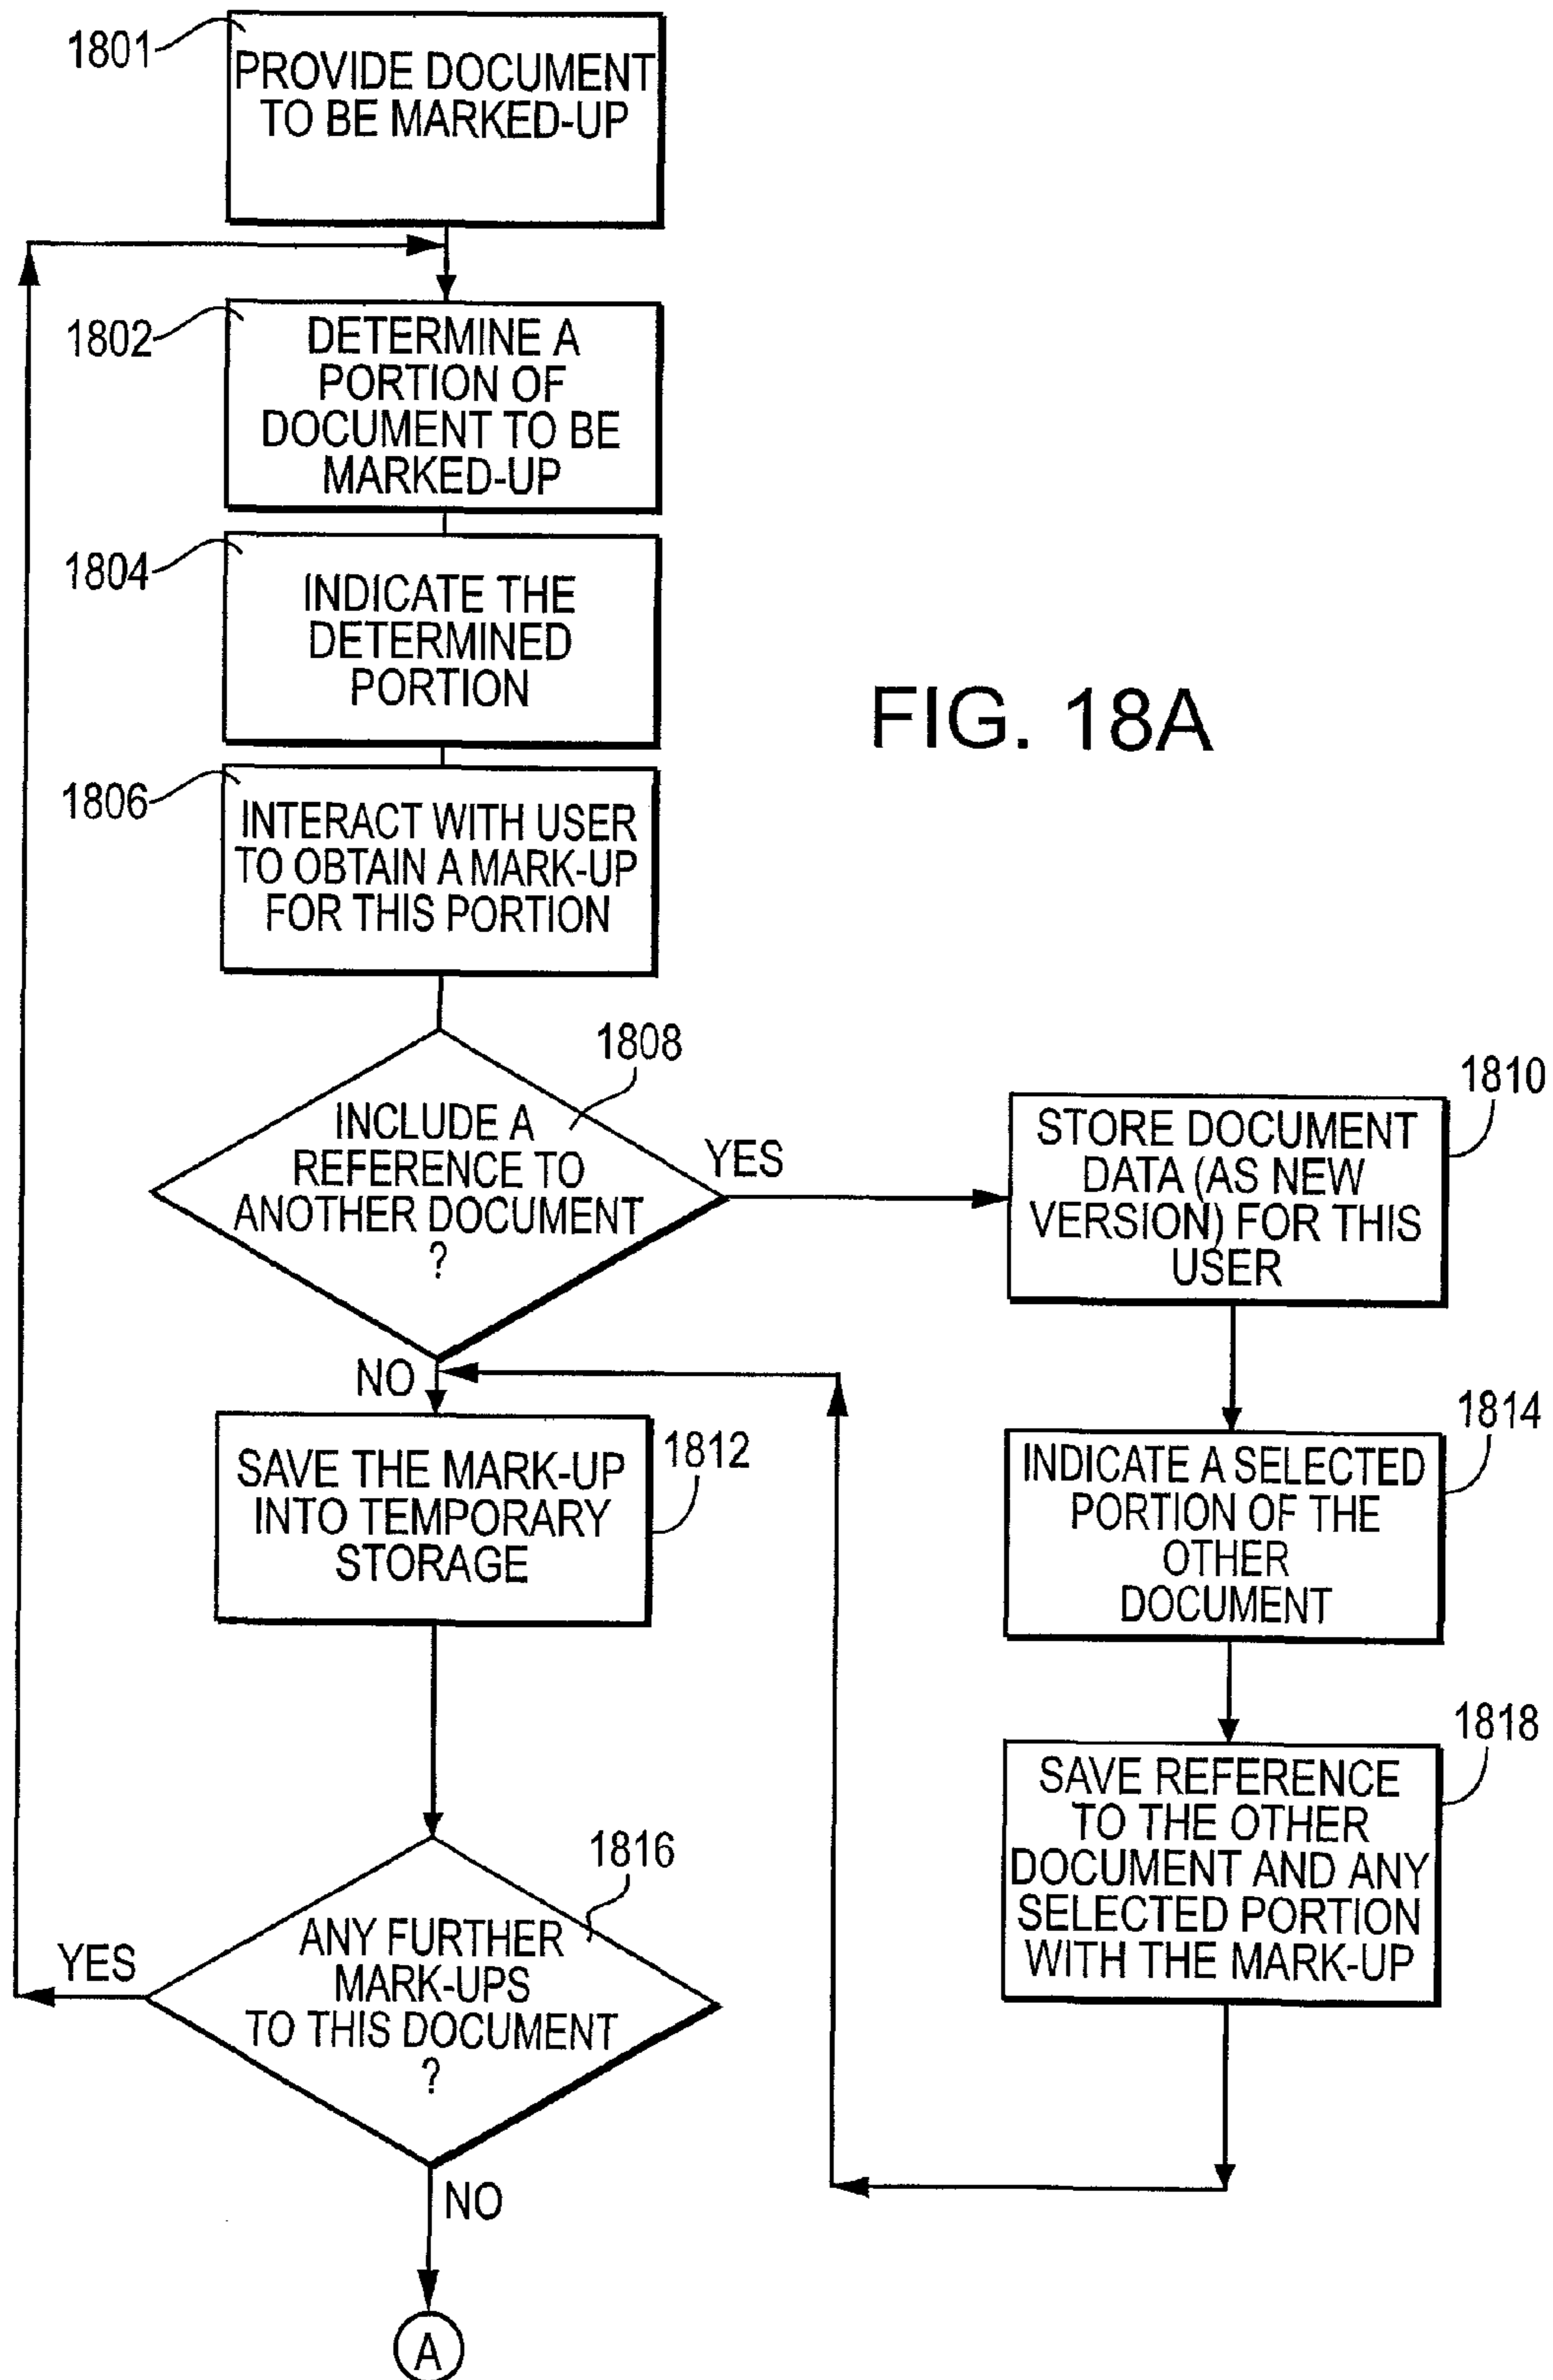 1801
PROVIDE DOCUMENT
TO BE MARKED-UP
1802
DETERMINE A
PORTION OF
DOCUMENT TO BE
MARKED-UP
1804
INDICATE THE
DETERMINED
PORTION
FIG. 18A
1806
INTERACT WITH USER
TO OBTAIN A MARK-UP
FOR THIS PORTION
1808
INCLUDE A
REFERENCE TO
ANOTHER DOCUMENT
?
YES
NO
1810
STORE DOCUMENT
DATA (AS NEW
VERSION) FOR THIS
USER
1812
SAVE THE MARK-UP
INTO TEMPORARY
STORAGE
1814
INDICATE A SELECTED
PORTION OF THE
OTHER
DOCUMENT
1816
ANY FURTHER
MARK-UPS
TO THIS DOCUMENT
?
YES
NO
1818
SAVE REFERENCE
TO THE OTHER
DOCUMENT AND ANY
SELECTED PORTION
WITH THE MARK-UP
A